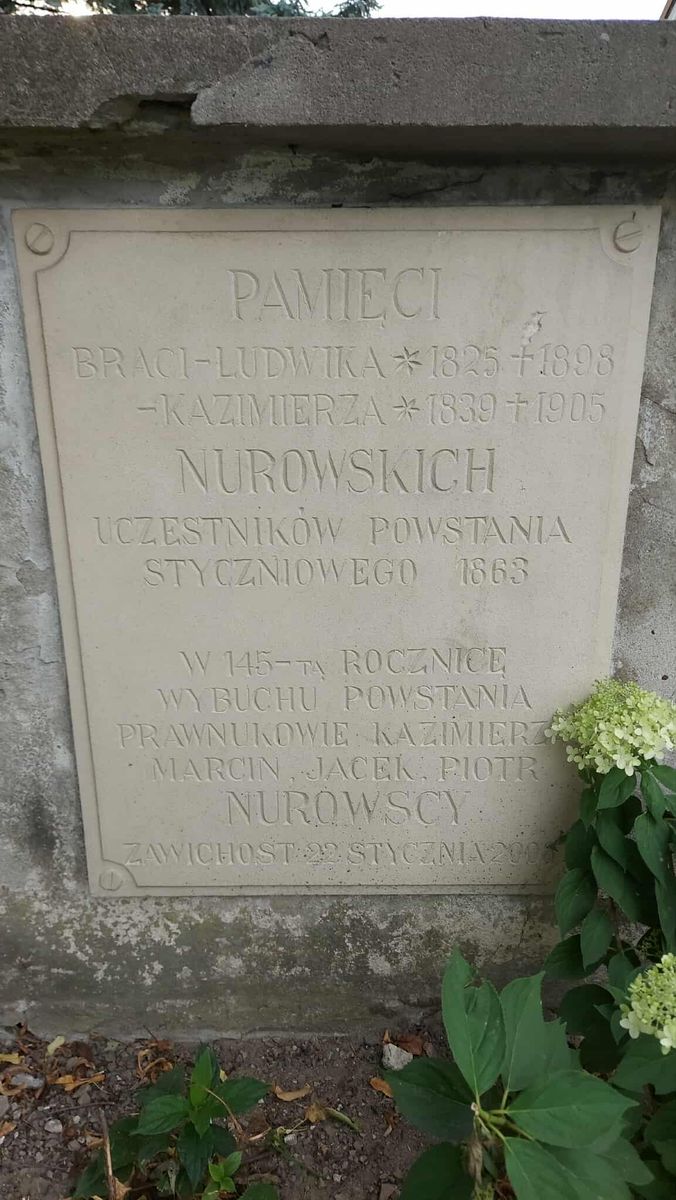 PAMIĘCI
BRACI-LUDWIKA * 1825 † 1898
-KAZIMIERZA * 1839 † 1905
NUROWSKICH
UCZESTNIKÓW POWSTANIA
STYCZNIOWEGO 1863
W 145-TĄ ROCZNICĘ
WYBUCHU POWSTANIA
PRAWNUKOWIE KAZIMIERZ
MARCIN, JACEK, PIOTR
NUROWSCY
ZAWICHOST 22 STYCZNIA 200